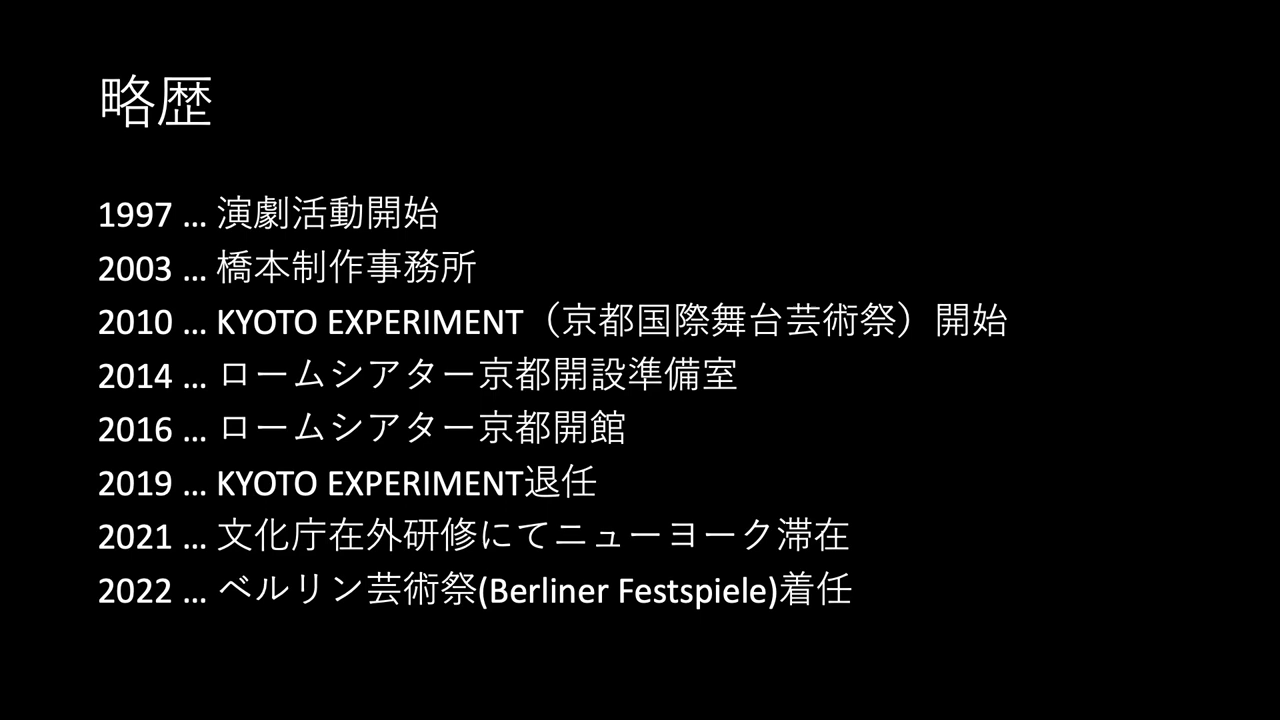 略歴
1997 … 演劇活動開始
2003 … 橋本制作事務所
2010 … KYOTO EXPERIMENT（京都国際舞台芸術祭）開始
2014 … ロームシアター京都開設準備室
2016 … ロームシアター京都開館
2019 … KYOTO EXPERIMENT退任
2021 … 文化庁在外研修にてニューヨーク滞在
2022 … ベルリン芸術祭(Berliner Festspiele)着任